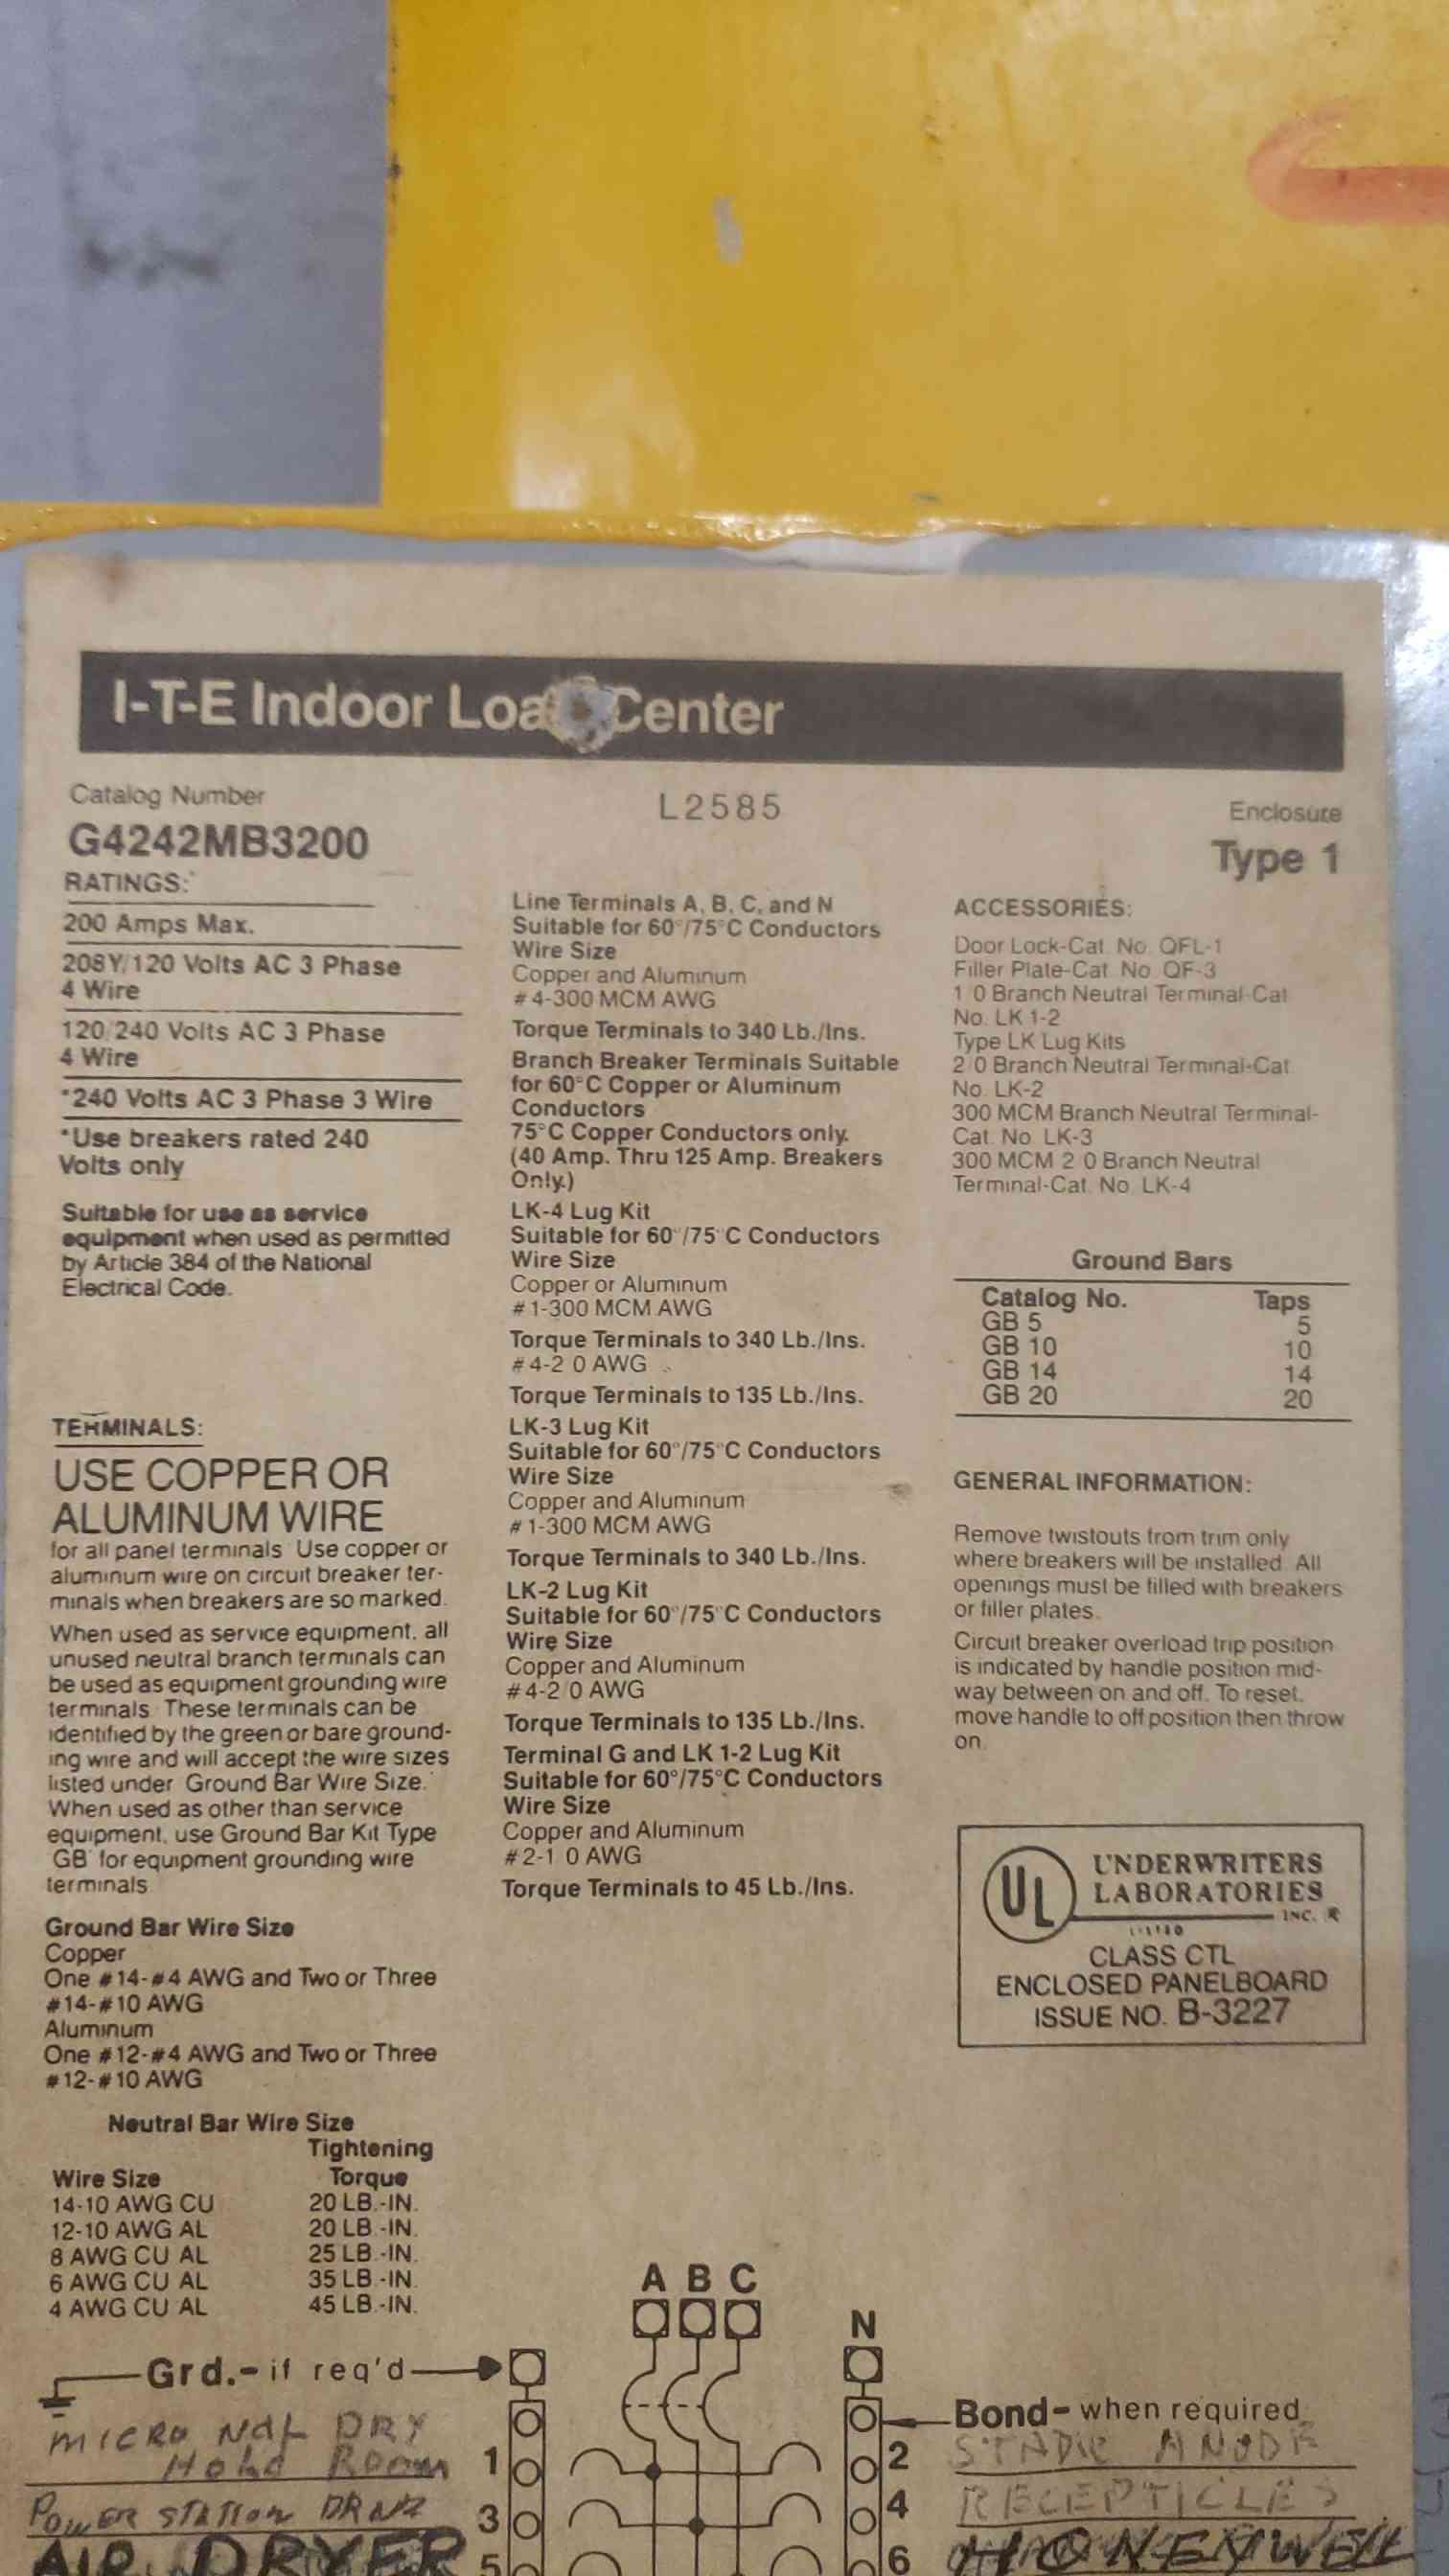 I-T-E Indoor Load Center
Catalog Number
G4242MB3200
L2585
Enclosure
Type 1
RATINGS:
200 Amps Max.
208Y/120 Volts AC 3 Phase
4 Wire
120/240 Volts AC 3 Phase
4 Wire
*240 Volts AC 3 Phase 3 Wire
*Use breakers rated 240
Volts only
Suitable for use as service
equipment when used as permitted
by Article 384 of the National
Electrical Code.
TERMINALS:
USE COPPER OR
ALUMINUM WIRE
for all panel terminals Use copper or
aluminum wire on circuit breaker ter-
minals when breakers are so marked.
When used as service equipment, all
unused neutral branch terminals can
be used as equipment grounding wire
terminals. These terminals can be
identified by the green or bare ground-
ing wire and will accept the wire sizes
listed under Ground Bar Wire Size.
When used as other than service
equipment, use Ground Bar Kit Type
GB for equipment grounding wire
terminals
Ground Bar Wire Size
Copper
One #14-#4 AWG and Two or Three
#14-#10 AWG
Aluminum
One #12-#4 AWG and Two or Three
#12-#10 AWG
Neutral Bar Wire Size
Tightening
Wire Size Torque
14-10 AWG CU 20 LB.-IN.
12-10 AWG AL 20 LB.-IN.
8 AWG CU AL 25 LB.-IN.
6 AWG CU AL 35 LB.-IN.
4 AWG CU AL 45 LB.-IN.
Line Terminals A, B, C, and N
Suitable for 60°/75°C Conductors
Wire Size
Copper and Aluminum
#4-300 MCM AWG
Torque Terminals to 340 Lb./Ins.
Branch Breaker Terminals Suitable
for 60°C Copper or Aluminum
Conductors
75°C Copper Conductors only.
(40 Amp. Thru 125 Amp. Breakers
Only.)
LK-4 Lug Kit
Suitable for 60°/75°C Conductors
Wire Size
Copper or Aluminum
#1-300 MCM AWG
Torque Terminals to 340 Lb./Ins.
#4-2 0 AWG
Torque Terminals to 135 Lb./Ins.
LK-3 Lug Kit
Suitable for 60°/75°C Conductors
Wire Size
Copper and Aluminum
#1-300 MCM AWG
Torque Terminals to 340 Lb./Ins.
LK-2 Lug Kit
Suitable for 60°/75°C Conductors
Wire Size
Copper and Aluminum
#4-2 0 AWG
Torque Terminals to 135 Lb./Ins.
Terminal G and LK 1-2 Lug Kit
Suitable for 60°/75°C Conductors
Wire Size
Copper and Aluminum
#2-1 0 AWG
Torque Terminals to 45 Lb./Ins.
ACCESSORIES:
Door Lock-Cat. No. QFL-1
Filler Plate-Cat. No. QF-3
1 0 Branch Neutral Terminal-Cat
No. LK 1-2
Type LK Lug Kits
2 0 Branch Neutral Terminal-Cat
No. LK-2
300 MCM Branch Neutral Terminal-
Cat. No. LK-3
300 MCM 2 0 Branch Neutral
Terminal-Cat. No. LK-4
Ground Bars
Catalog No. Taps
GB 5 5
GB 10 10
GB 14 14
GB 20 20
GENERAL INFORMATION:
Remove twistouts from trim only
where breakers will be installed. All
openings must be filled with breakers
or filler plates.
Circuit breaker overload trip position
is indicated by handle position mid-
way between on and off. To reset,
move handle to off position then throw
on.
UL UNDERWRITERS
LABORATORIES
INC. ®
LISTED
CLASS CTL
ENCLOSED PANELBOARD
ISSUE NO. B-3227
A B C
N
Grd.- if req'd
Bond- when required
MICRO NAL DRY
Hold Room
1
2
ANODE
POWER STATION
3
4
RECEPTICLES
AIR DRYER
5
6
HONEYWELL